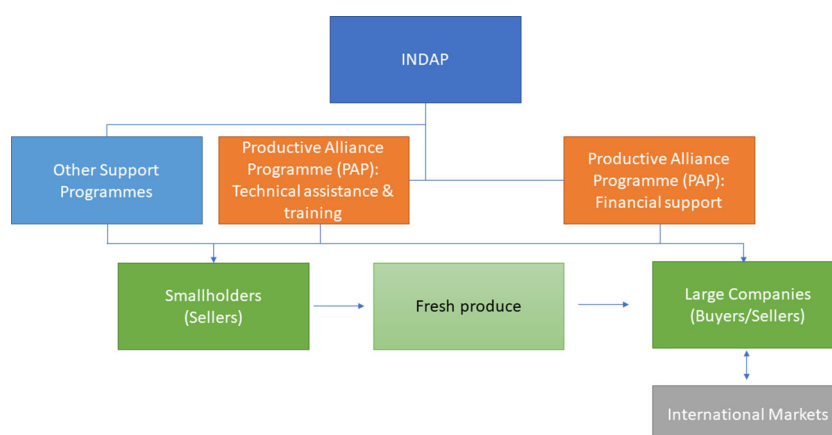 INDAP
Other Support
Programmes
Productive Alliance
Programme (PAP):
Technical assistance &
training
Productive Alliance
Programme (PAP):
Financial support
Smallholders
(Sellers)
Fresh produce
Large Companies
(Buyers/Sellers)
International Markets